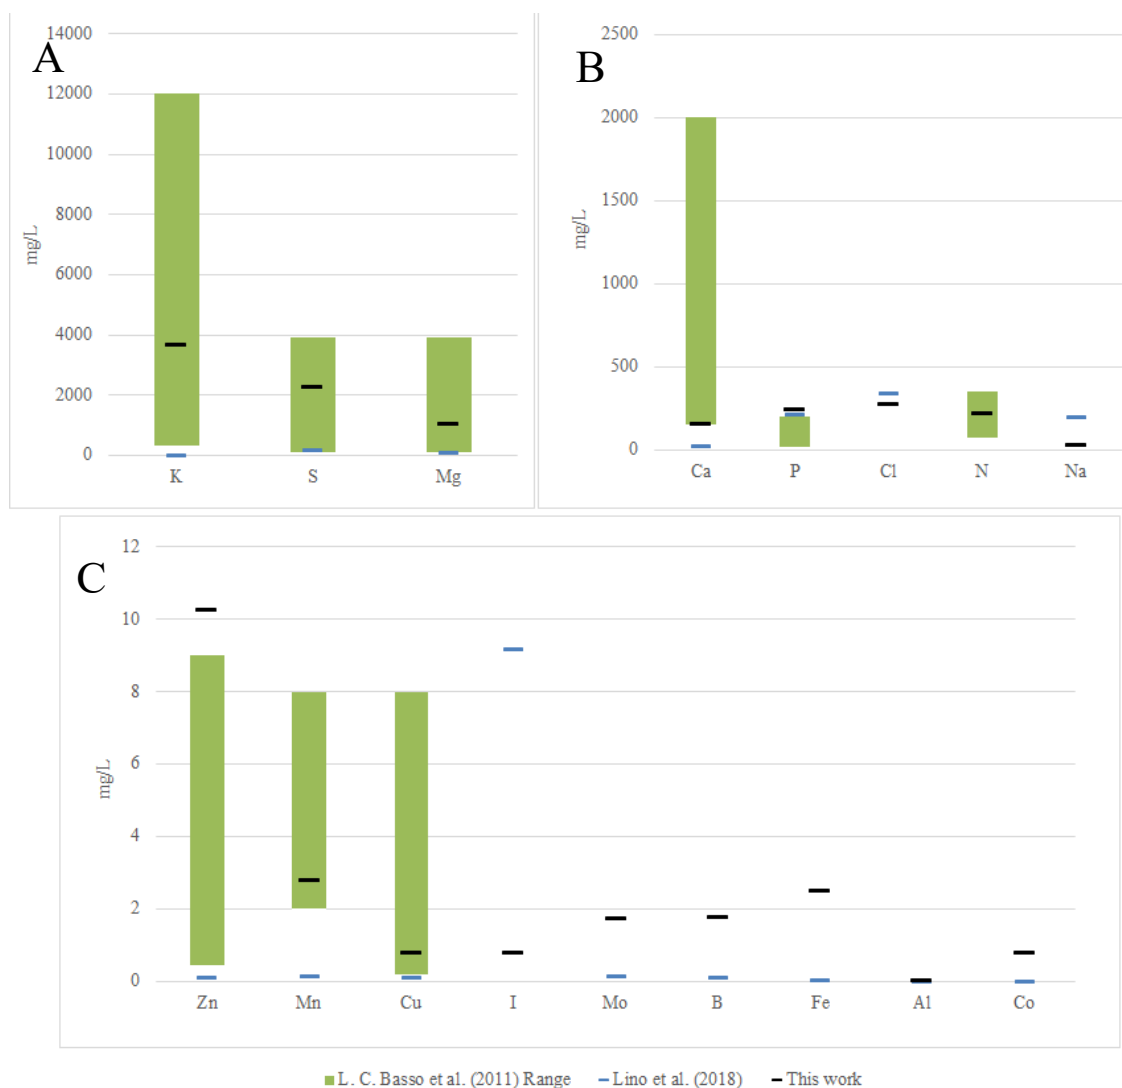 A
14000
12000
10000
8000
6000
4000
2000
0
mg/L
K S Mg
B
2500
2000
1500
1000
500
0
mg/L
Ca P Cl N Na
C
12
10
8
6
4
2
0
mg/L
Zn Mn Cu I Mo B Fe Al Co
L. C. Basso et al. (2011) Range Lino et al. (2018) This work